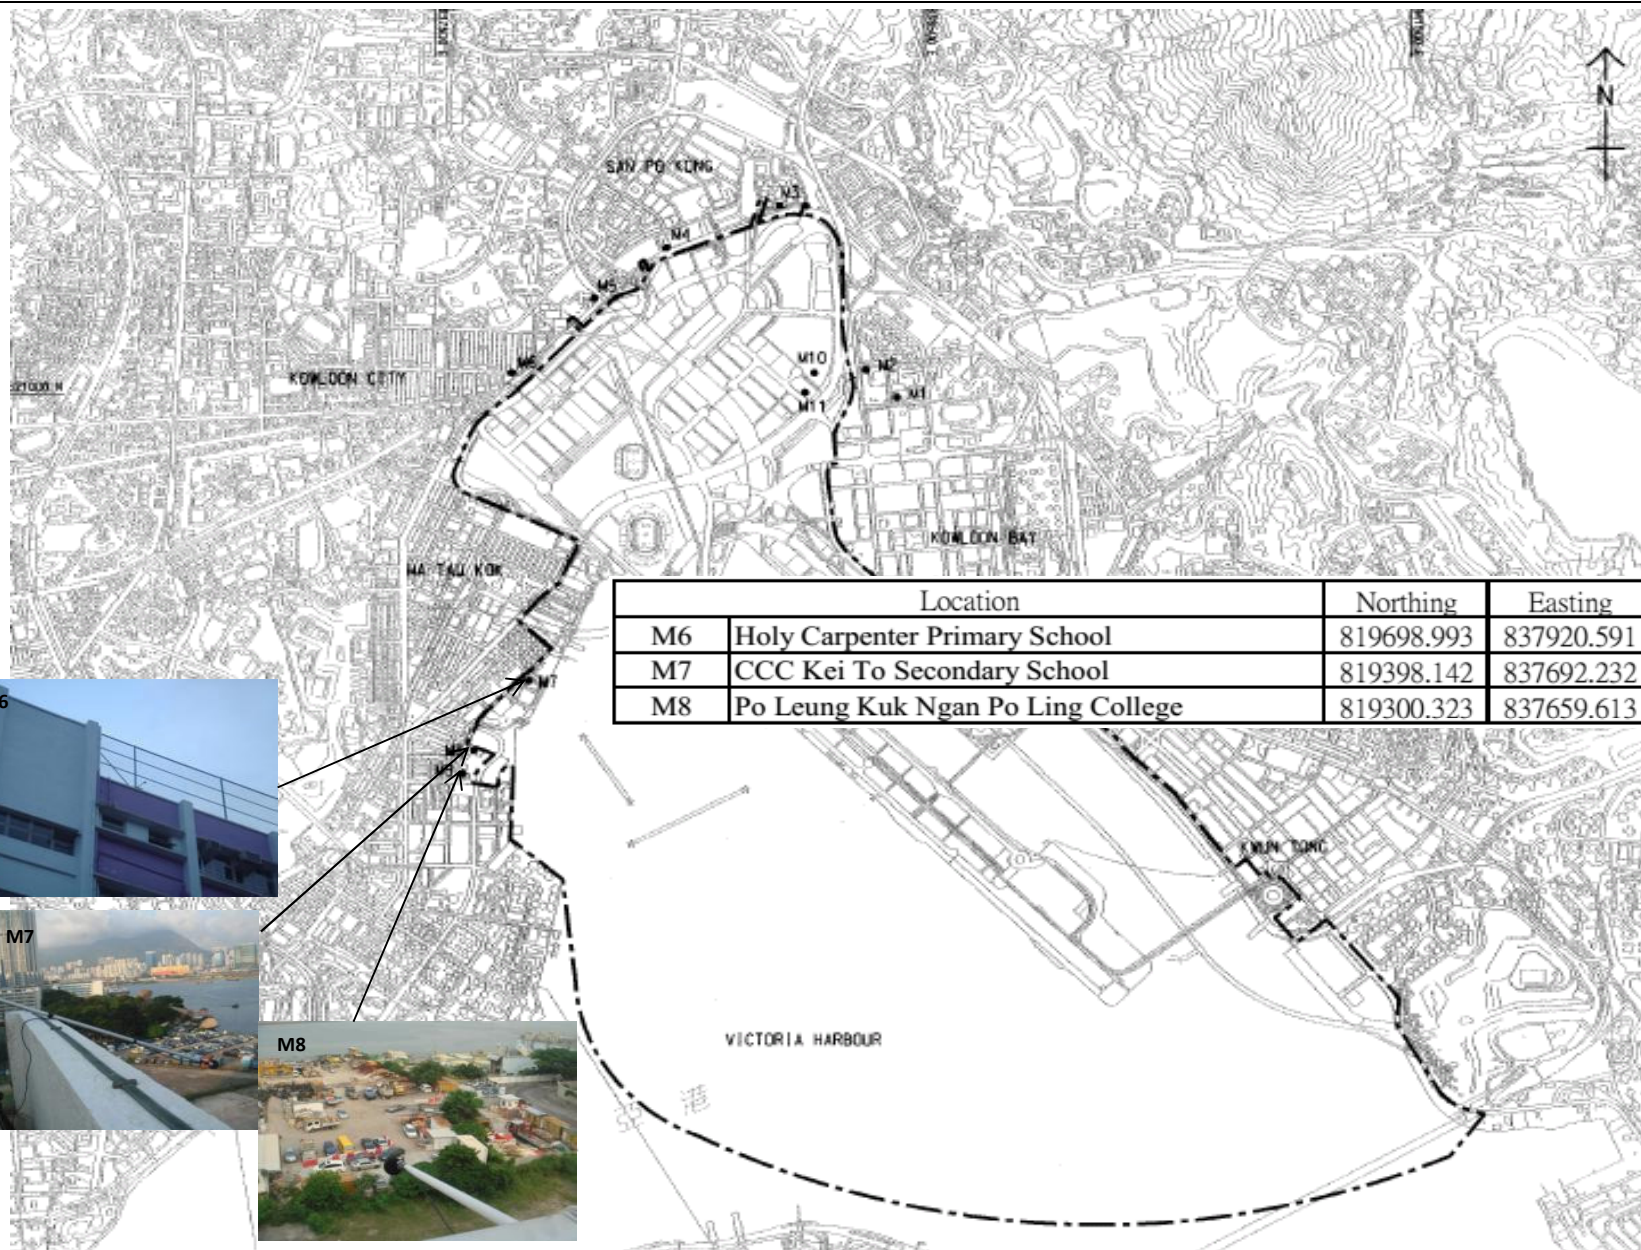 N
SAN PO KONG
M3
M4
M5
M6
KOWLOON CITY
M10
M2
M11
M1
KOWLOON BAY
MA TAU KOK
Location Northing Easting
M6 Holy Carpenter Primary School 819698.993 837920.591
M7 CCC Kei To Secondary School 819398.142 837692.232
M8 Po Leung Kuk Ngan Po Ling College 819300.323 837659.613
M7
6
KWUN TONG
M7
M8
VICTORIA HARBOUR
港